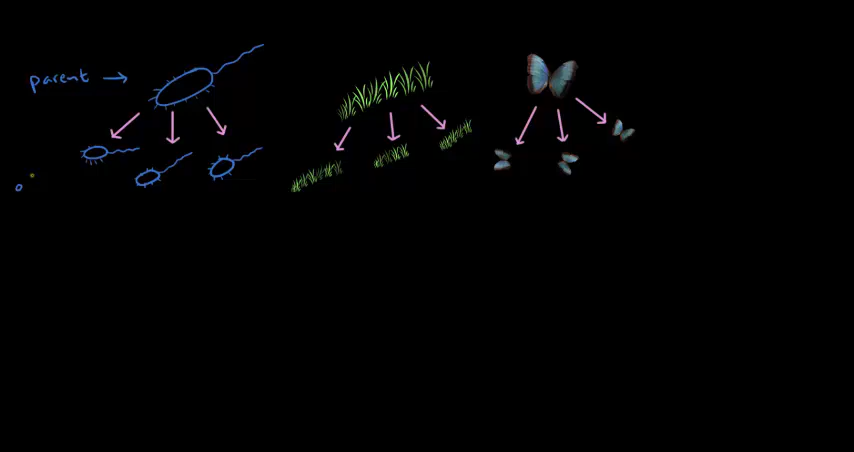 parent →
o